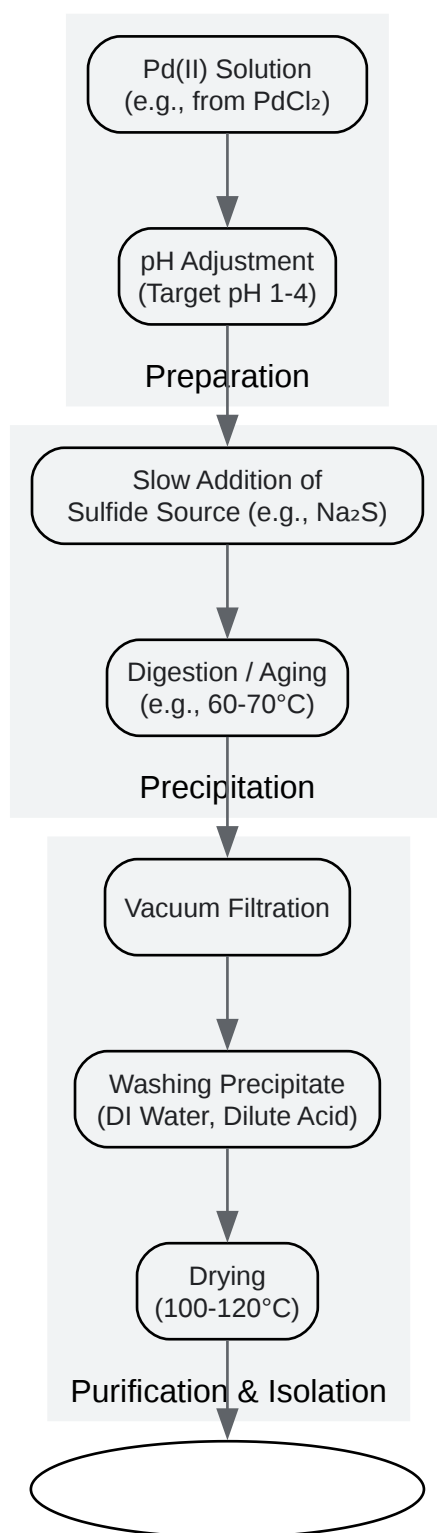 Pd(II) Solution
(e.g., from PdCl₂)
pH Adjustment
(Target pH 1-4)
Preparation
Slow Addition of
Sulfide Source (e.g., Na₂S)
Digestion / Aging
(e.g., 60-70°C)
Precipitation
Vacuum Filtration
Washing Precipitate
(DI Water, Dilute Acid)
Drying
(100-120°C)
Purification & Isolation